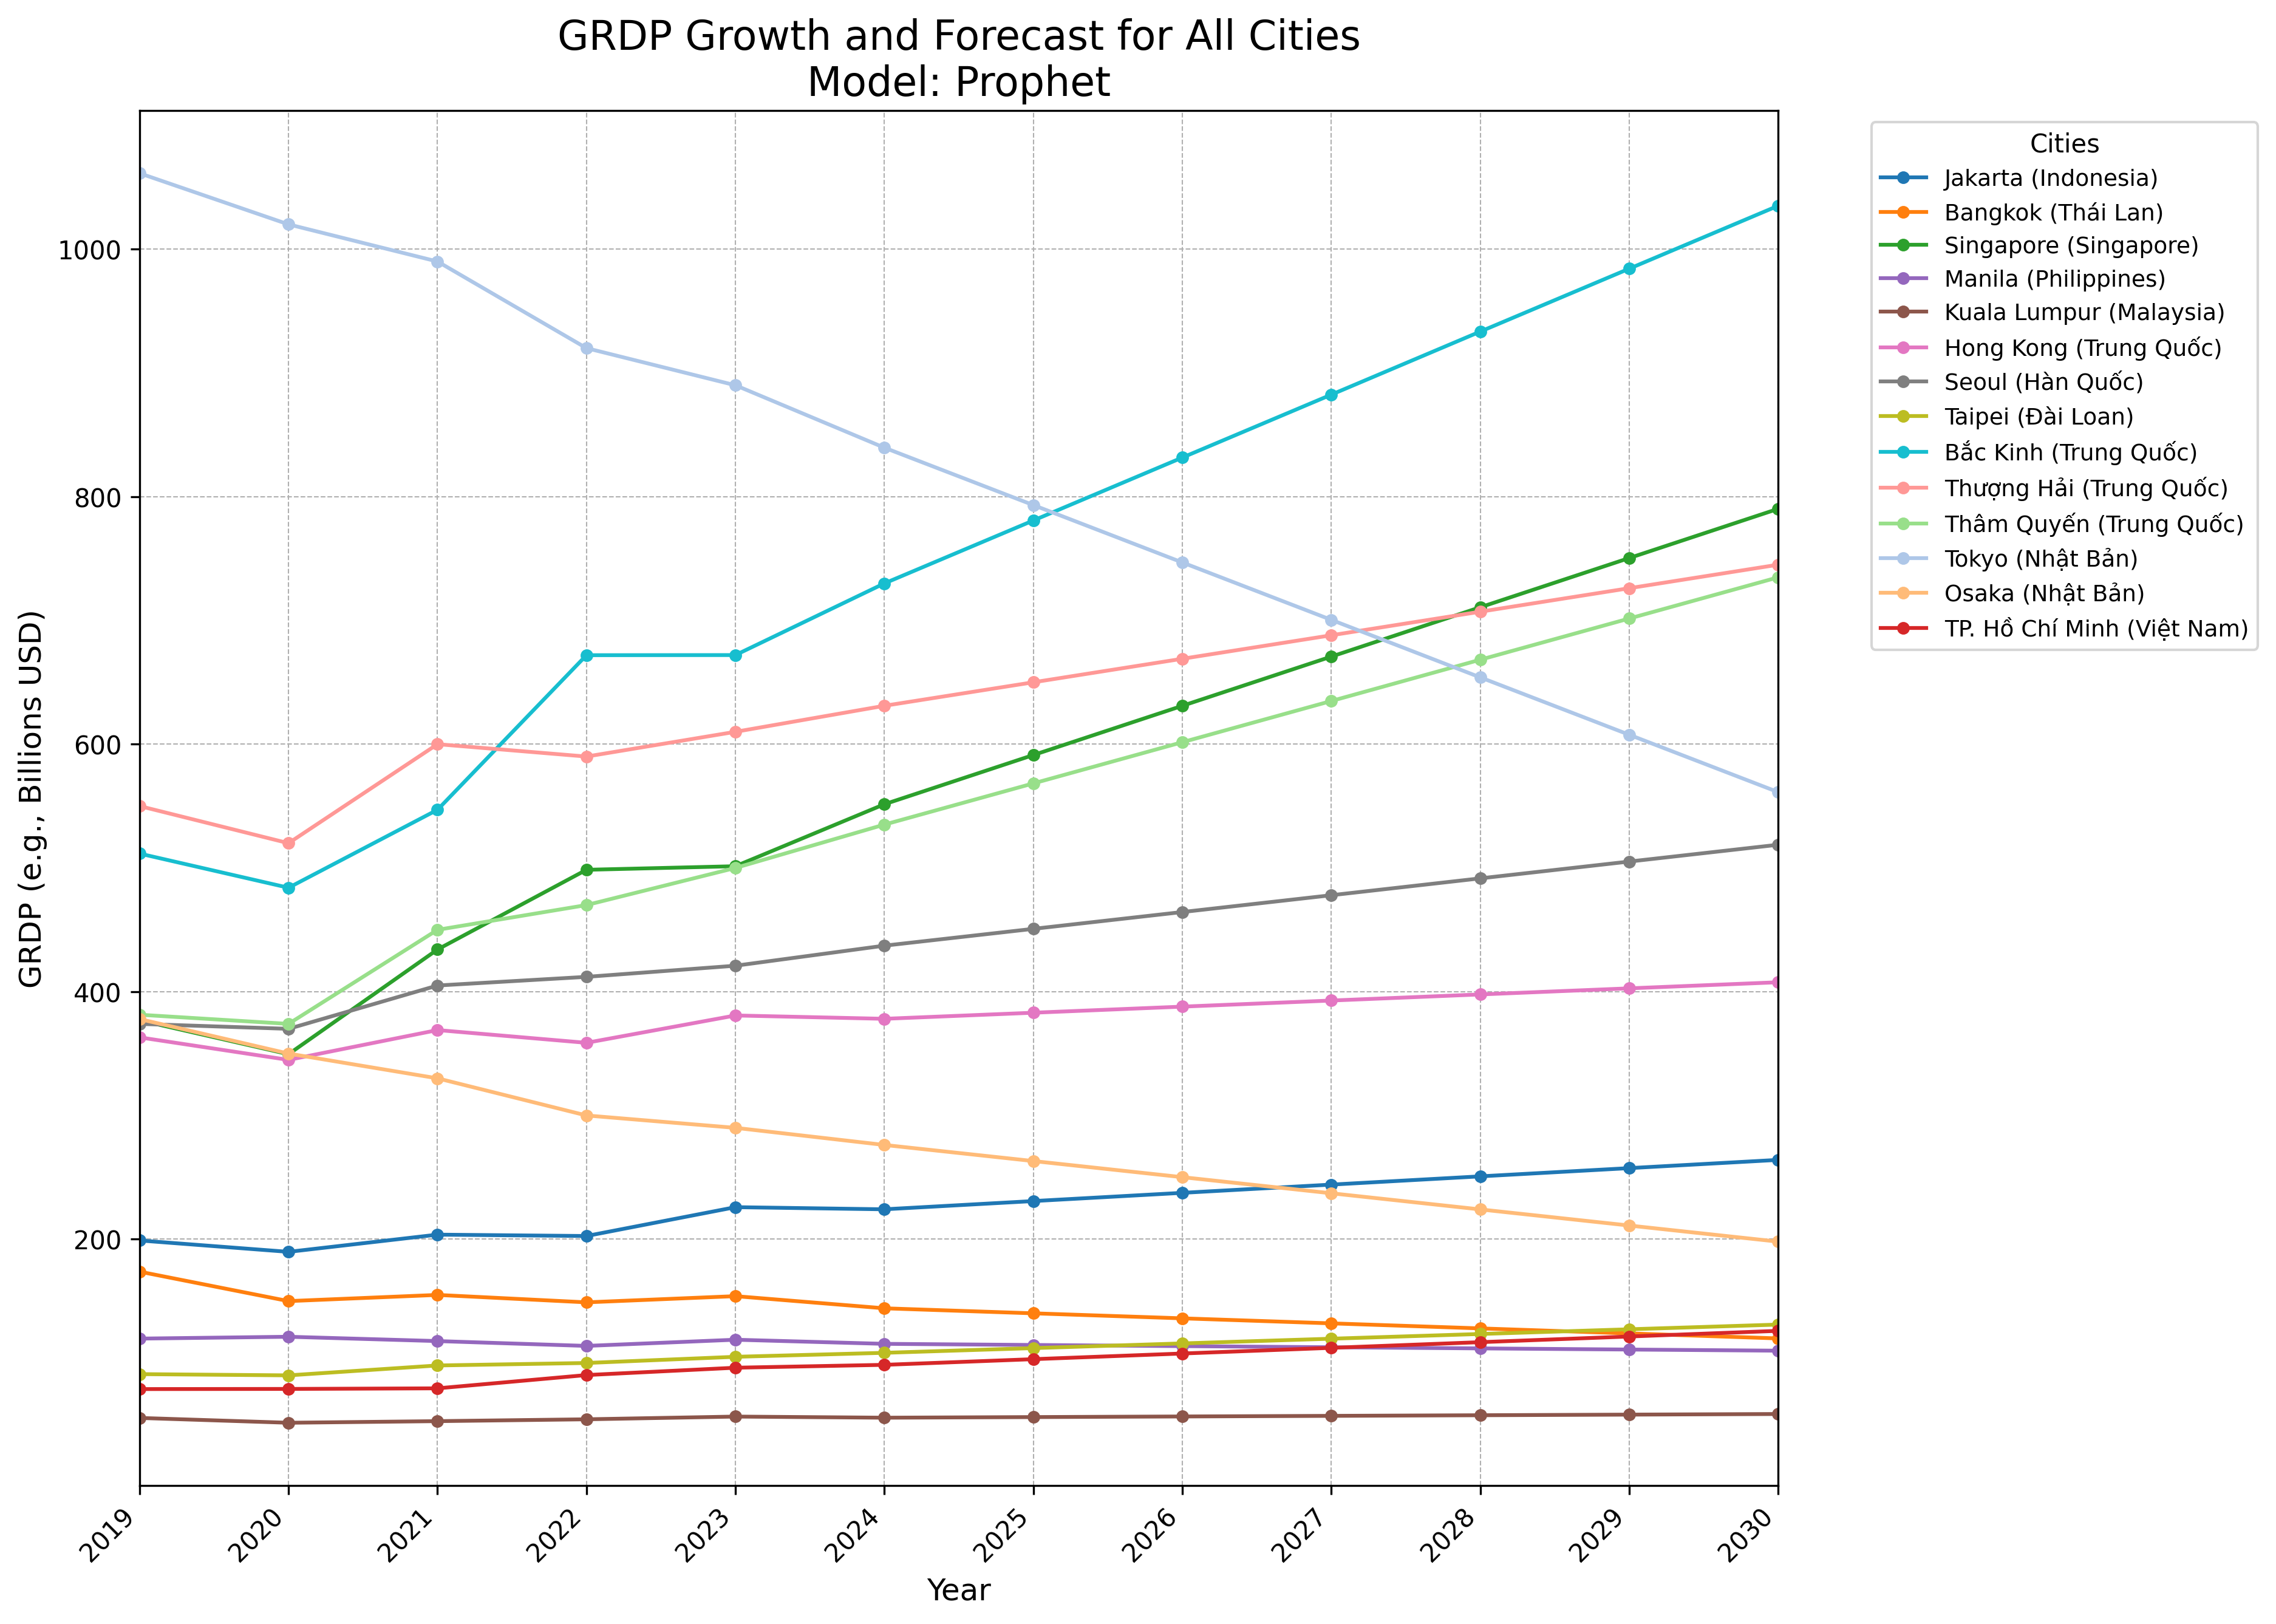 GRDP Growth and Forecast for All Cities
Model: Prophet
GRDP (e.g., Billions USD)
1000
800
600
400
200
2019
2020
2021
2022
2023
2024
2025
2026
2027
2028
2029
2030
Year
Cities
Jakarta (Indonesia)
Bangkok (Thái Lan)
Singapore (Singapore)
Manila (Philippines)
Kuala Lumpur (Malaysia)
Hong Kong (Trung Quốc)
Seoul (Hàn Quốc)
Taipei (Đài Loan)
Bắc Kinh (Trung Quốc)
Thượng Hải (Trung Quốc)
Thâm Quyến (Trung Quốc)
Tokyo (Nhật Bản)
Osaka (Nhật Bản)
TP. Hồ Chí Minh (Việt Nam)